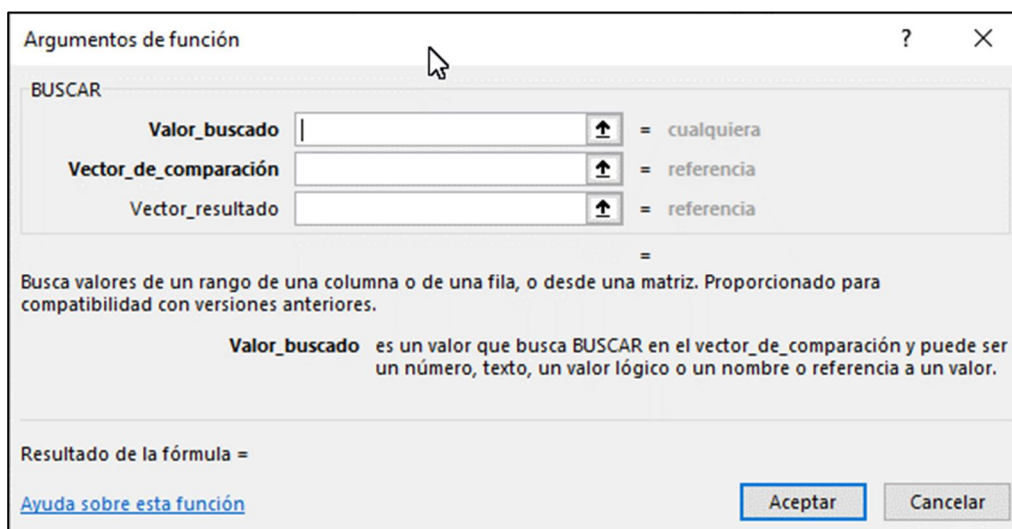 Argumentos de función ? ×
BUSCAR
Valor_buscado = cualquiera
Vector_de_comparación = referencia
Vector_resultado = referencia
=
Busca valores de un rango de una columna o de una fila, o desde una matriz. Proporcionado para
compatibilidad con versiones anteriores.
Valor_buscado es un valor que busca BUSCAR en el vector_de_comparación y puede ser
un número, texto, un valor lógico o un nombre o referencia a un valor.
Resultado de la fórmula =
Ayuda sobre esta función Aceptar Cancelar